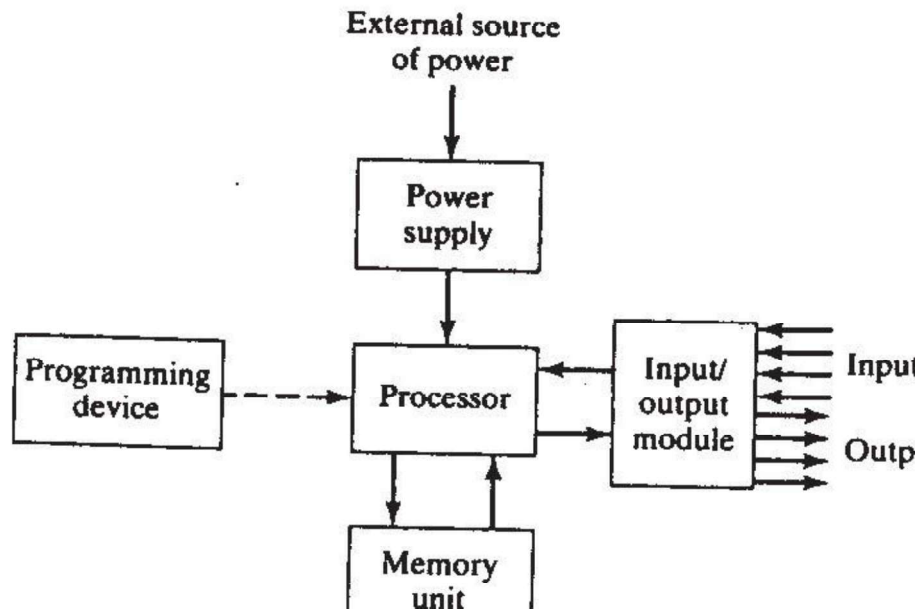 External source
of power
Power
supply
Programming
device
Processor
Input/
output
module
Input
Outp
Memory
unit